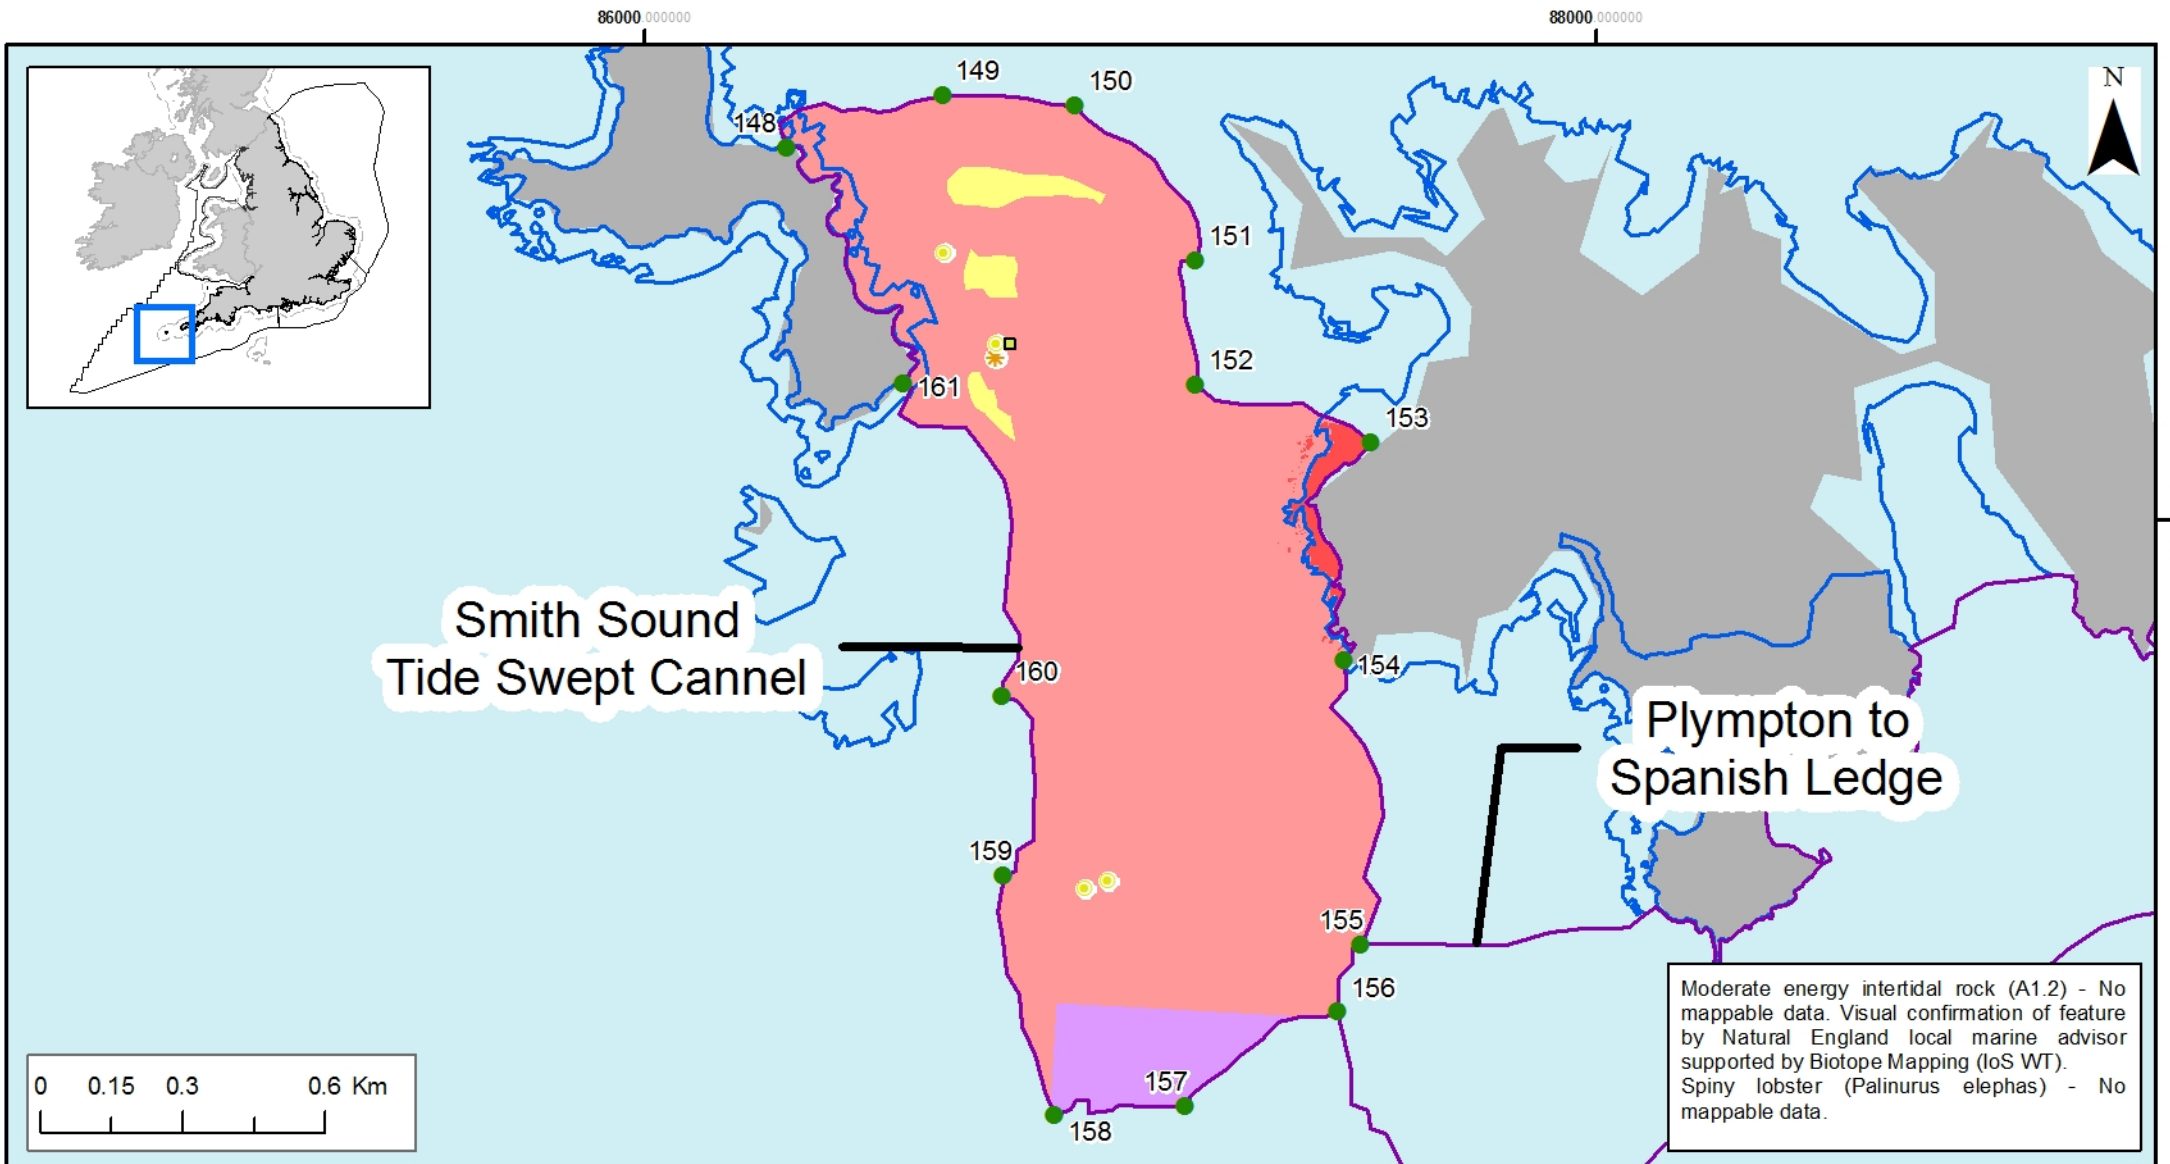 86000.000000
88000.000000
N
149
150
148
151
152
161
153
Smith Sound
Tide Swept Cannel
160
154
Plympton to
Spanish Ledge
159
155
156
157
158
0 0.15 0.3 0.6 Km
Moderate energy intertidal rock (A1.2) - No
mappable data. Visual confirmation of feature
by Natural England local marine advisor
supported by Biotope Mapping (IoS WT).
Spiny lobster (Palinurus elephas) - No
mappable data.